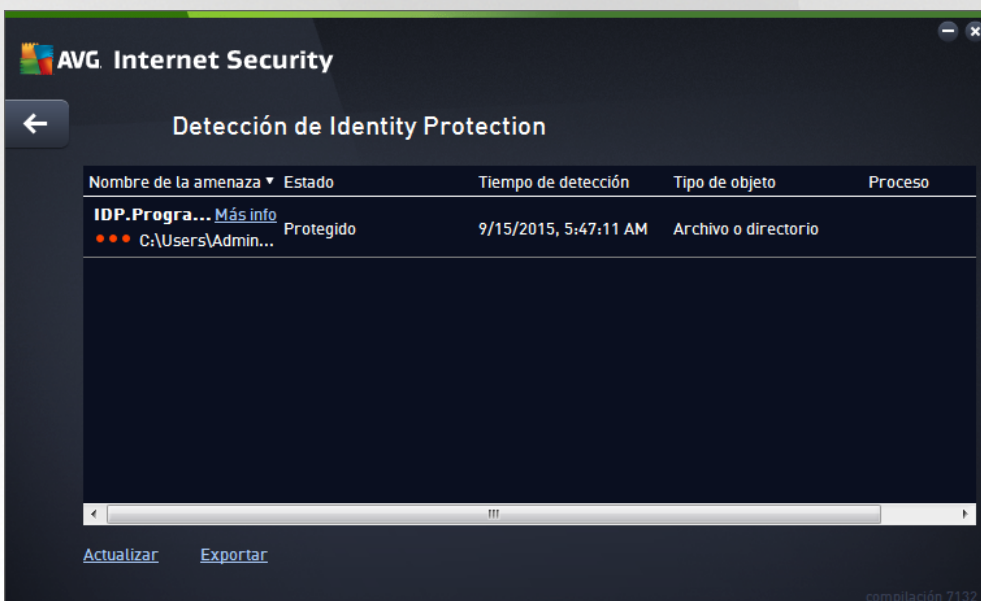 AVG. Internet Security
Detección de Identity Protection
Nombre de la amenaza Estado Tiempo de detección Tipo de objeto Proceso
IDP.Progra... Más info
C:\Users\Admin... Protegido 9/15/2015, 5:47:11 AM Archivo o directorio
Actualizar Exportar
compilación 7132